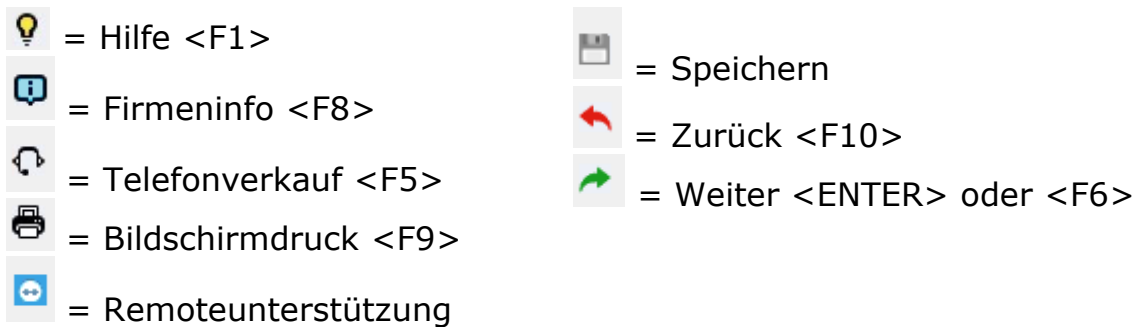 = Hilfe <F1>
= Firmeninfo <F8>
= Telefonverkauf <F5>
= Bildschirmdruck <F9>
= Remoteunterstützung
= Speichern
= Zurück <F10>
= Weiter <ENTER> oder <F6>